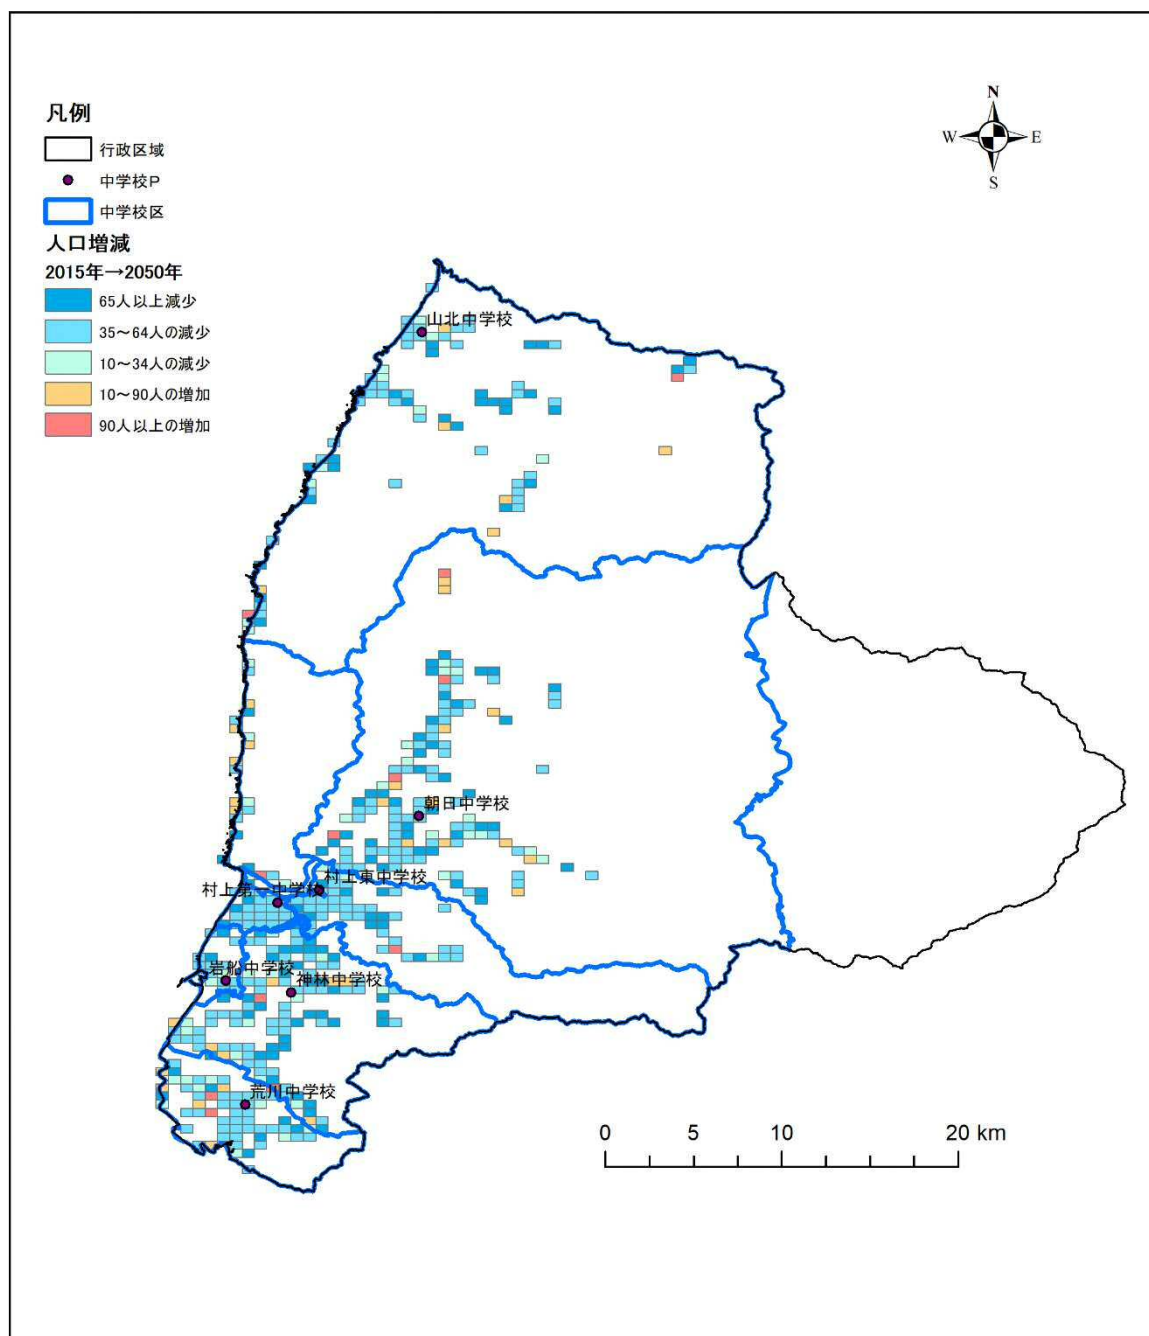 凡例
行政区域
中学校P
中学校区
人口増減
2015年→2050年
65人以上減少
35～64人の減少
10～34人の減少
10～90人の増加
90人以上の増加
N
W E
S
山北中学校
朝日中学校
村上東中学校
村上第一中学校
岩船中学校
神林中学校
荒川中学校
0 5 10 20 km